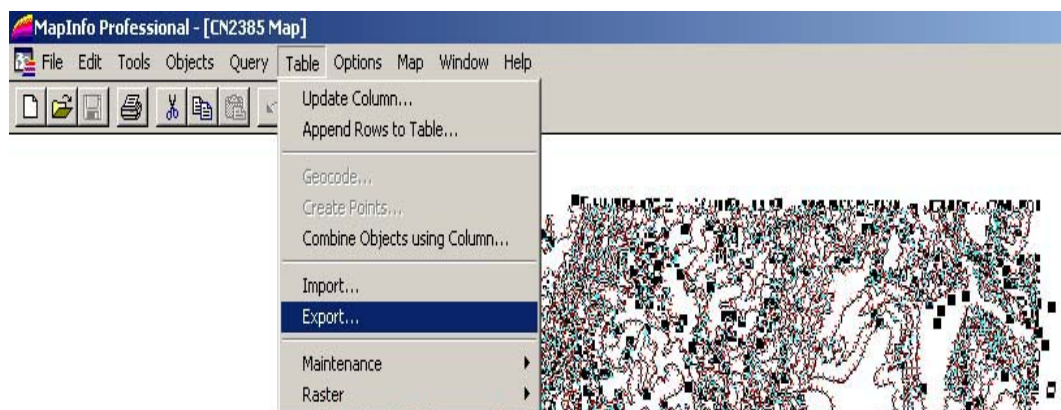 MapInfo Professional - [CN2385 Map]
File Edit Tools Objects Query Table Options Map Window Help
Update Column...
Append Rows to Table...
Geocode...
Create Points...
Combine Objects using Column...
Import...
Export...
Maintenance
Raster